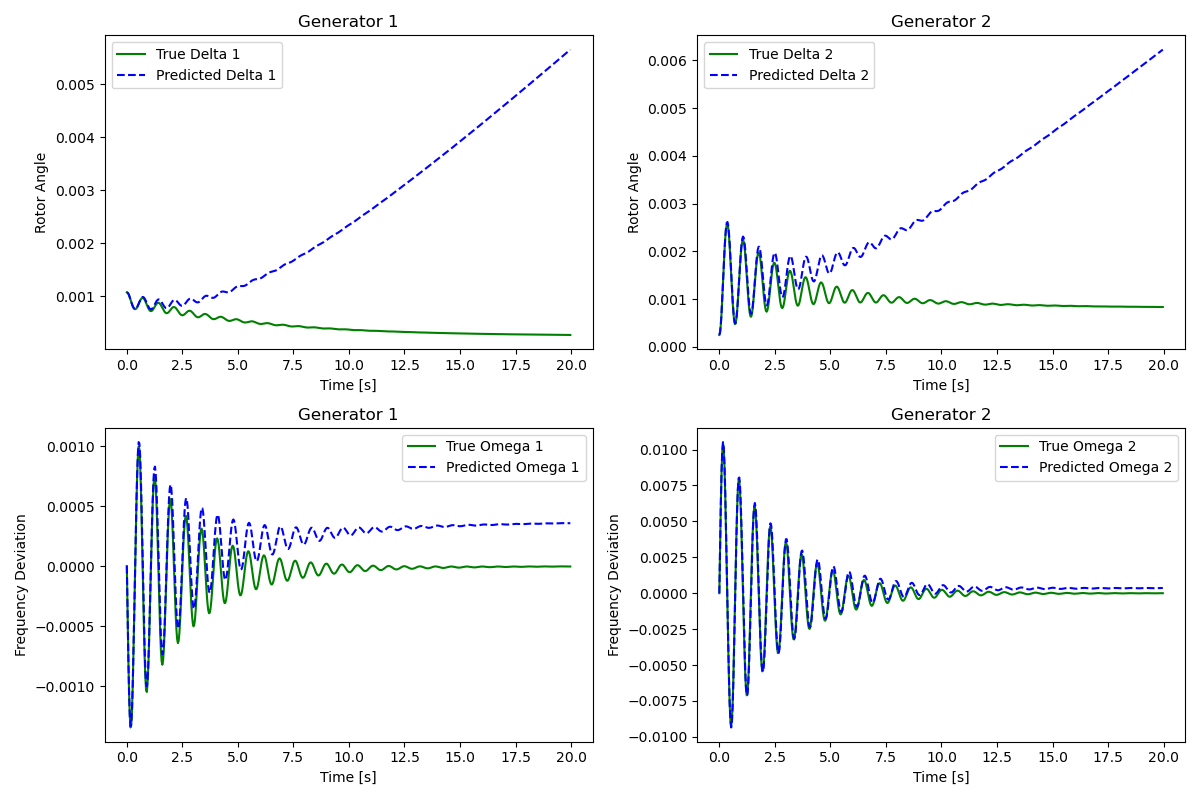 Generator 1
True Delta 1
Predicted Delta 1
Rotor Angle
0.005
0.004
0.003
0.002
0.001
0.0 2.5 5.0 7.5 10.0 12.5 15.0 17.5 20.0
Time [s]
Generator 2
True Delta 2
Predicted Delta 2
Rotor Angle
0.006
0.005
0.004
0.003
0.002
0.001
0.000
0.0 2.5 5.0 7.5 10.0 12.5 15.0 17.5 20.0
Time [s]
Generator 1
True Omega 1
Predicted Omega 1
Frequency Deviation
0.0010
0.0005
0.0000
−0.0005
−0.0010
0.0 2.5 5.0 7.5 10.0 12.5 15.0 17.5 20.0
Time [s]
Generator 2
True Omega 2
Predicted Omega 2
Frequency Deviation
0.0100
0.0075
0.0050
0.0025
0.0000
−0.0025
−0.0050
−0.0075
−0.0100
0.0 2.5 5.0 7.5 10.0 12.5 15.0 17.5 20.0
Time [s]